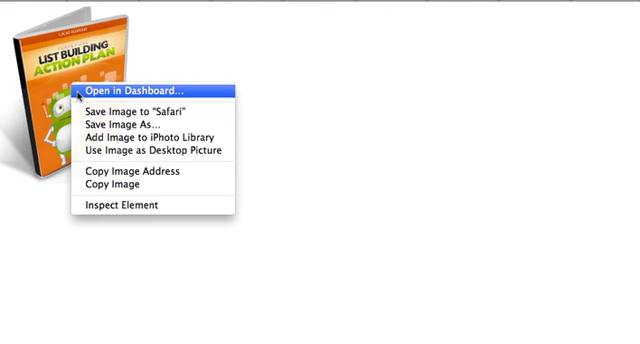 LIST BUILDING
ACTION PLAN
Open in Dashboard...
Save Image to "Safari"
Save Image As...
Add Image to iPhoto Library
Use Image as Desktop Picture
Copy Image Address
Copy Image
Inspect Element